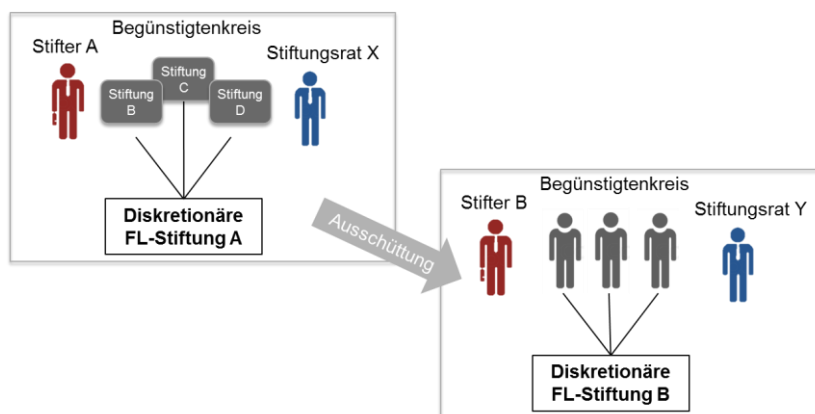 Begünstigtenkreis
Stifter A
Stiftungsrat X
Stiftung
C
Stiftung
B
Stiftung
D
Diskretionäre
FL-Stiftung A
Ausschüttung
Begünstigtenkreis
Stifter B
Stiftungsrat Y
Diskretionäre
FL-Stiftung B